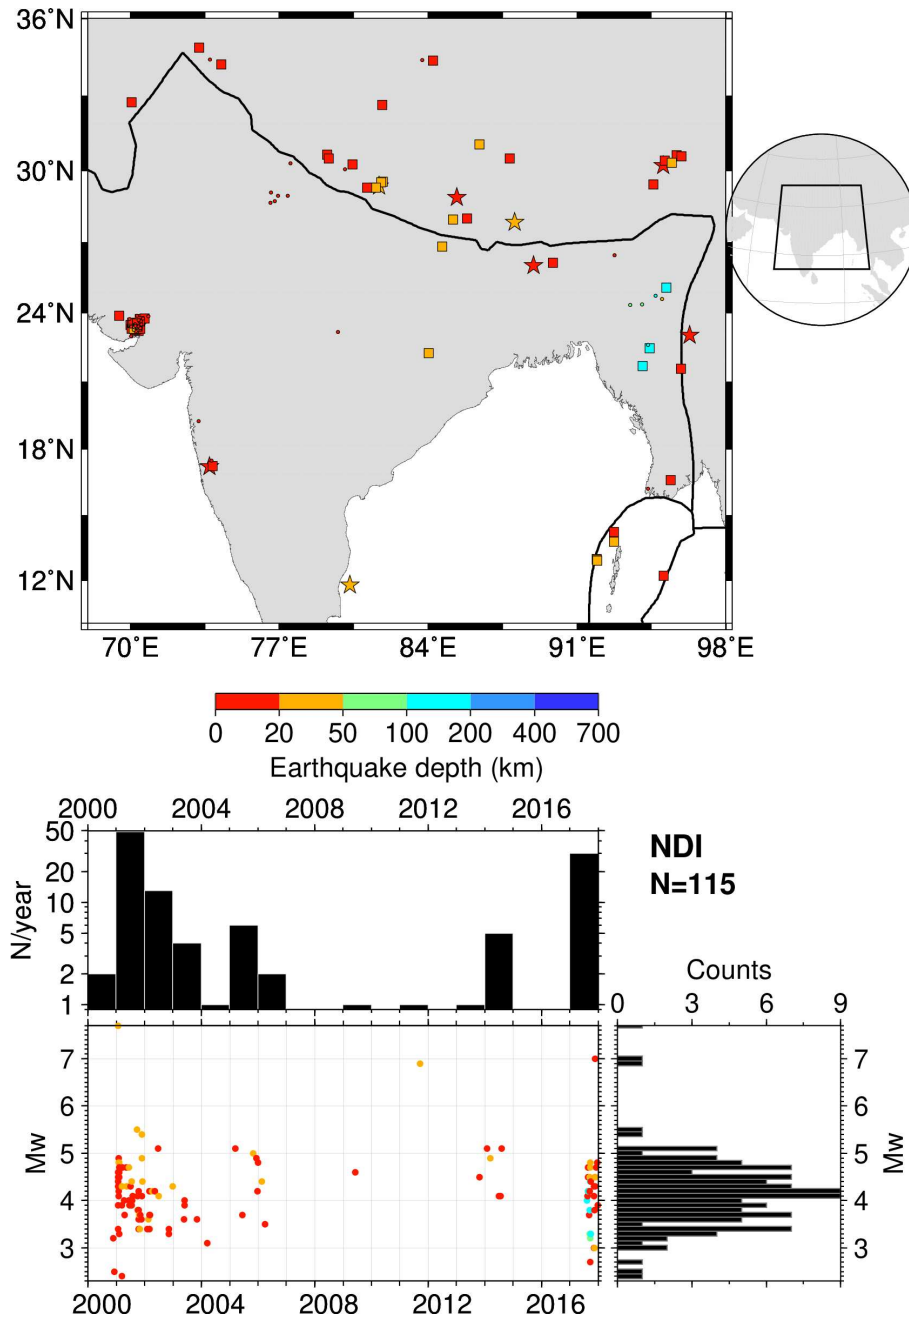 36˚N
30˚N
24˚N
18˚N
12˚N
70˚E 77˚E 84˚E 91˚E 98˚E
0 20 50 100 200 400 700
Earthquake depth (km)
2000 2004 2008 2012 2016
50
20
10
5
2
1
N/year
NDI
N=115
Counts
0 3 6 9
7
6
5
4
3
Mw
7
6
5
4
3
Mw
2000 2004 2008 2012 2016